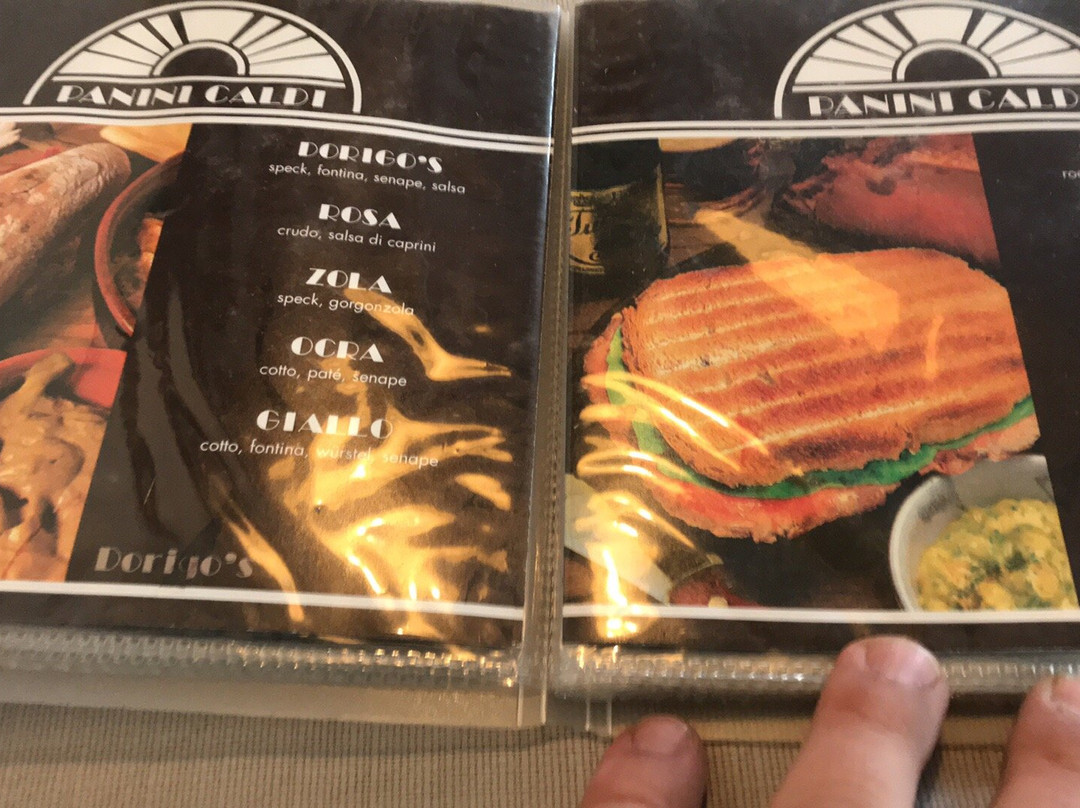 PANINI CALDI
DORIGO'S
speck, fontina, senape, salsa
ROSA
crudo, salsa di caprini
ZOLA
speck, gorgonzola
OCRA
cotto, paté, senape
GIALLO
cotto, fontina, wurstel, senape
Dorigo's
PANINI CALD